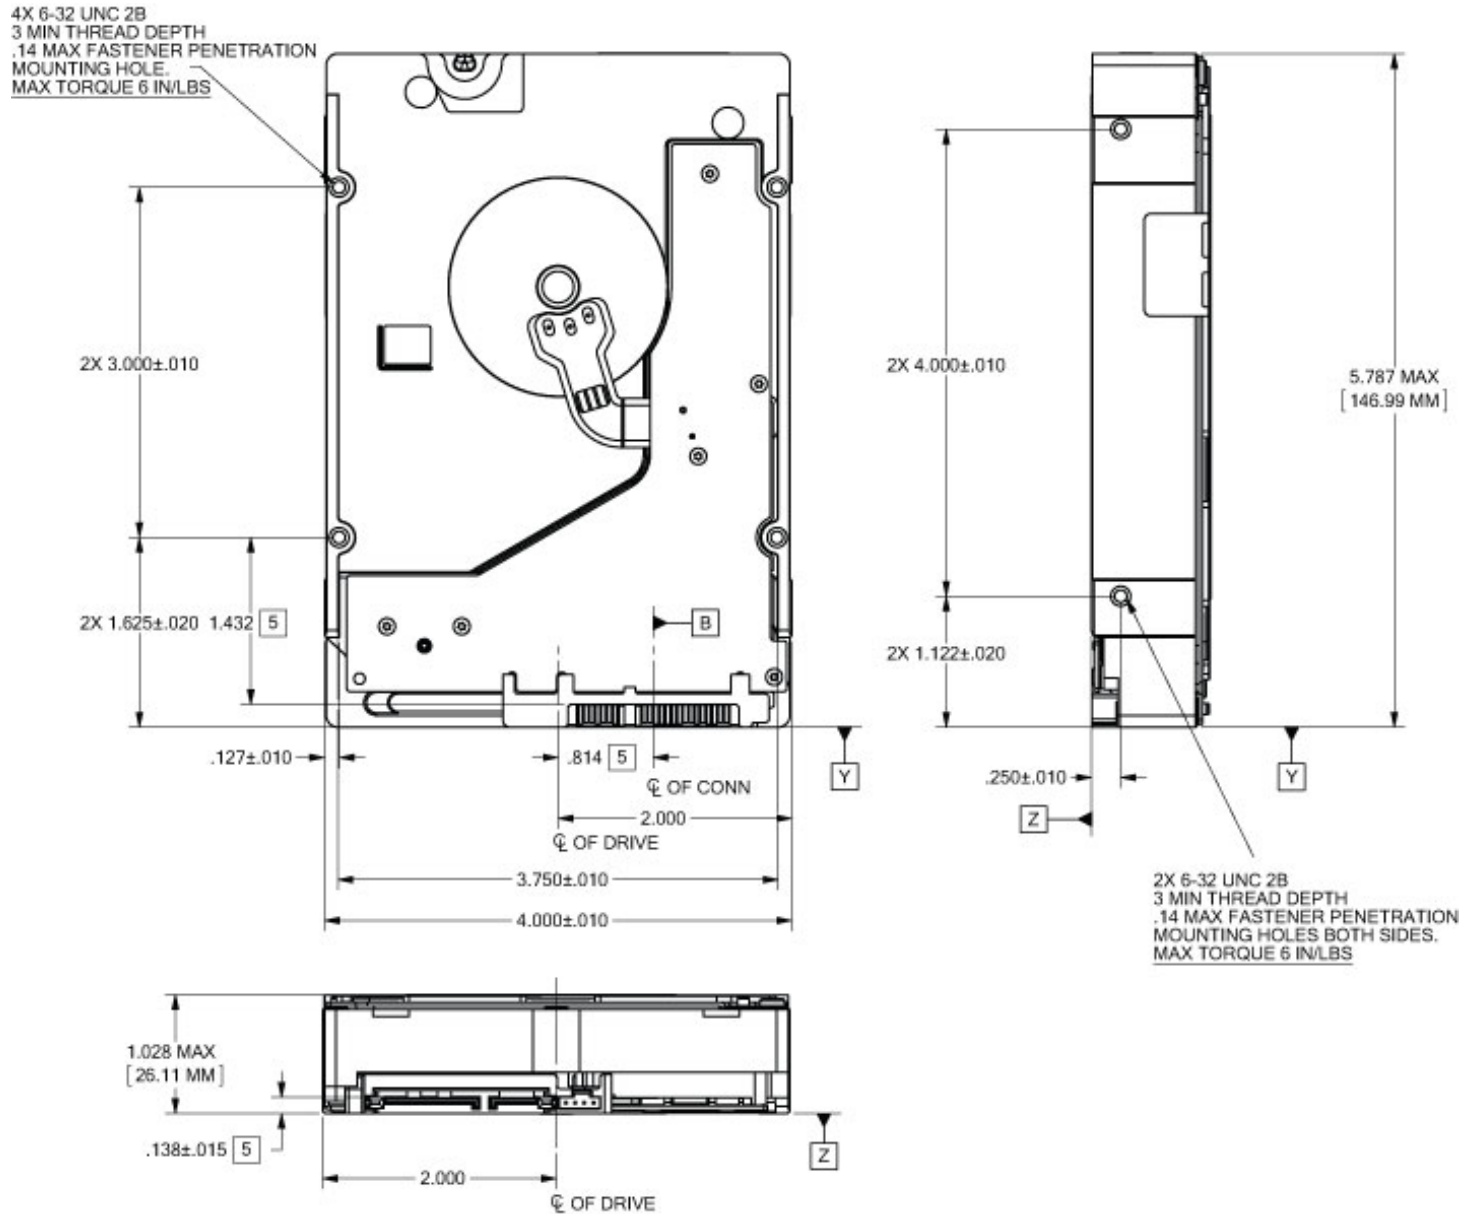 4X 6-32 UNC 2B
3 MIN THREAD DEPTH
.14 MAX FASTENER PENETRATION
MOUNTING HOLE.
MAX TORQUE 6 IN/LBS
2X 3.000±.010
2X 4.000±.010
5.787 MAX
[146.99 MM]
2X 1.625±.020 1.432 5
B
2X 1.122±.020
.127±.010
.814 5
℄ OF CONN
Y
2.000
℄ OF DRIVE
3.750±.010
4.000±.010
.250±.010
Y
Z
2X 6-32 UNC 2B
3 MIN THREAD DEPTH
.14 MAX FASTENER PENETRATION
MOUNTING HOLES BOTH SIDES.
MAX TORQUE 6 IN/LBS
1.028 MAX
[26.11 MM]
.138±.015 5
Z
2.000
℄ OF DRIVE